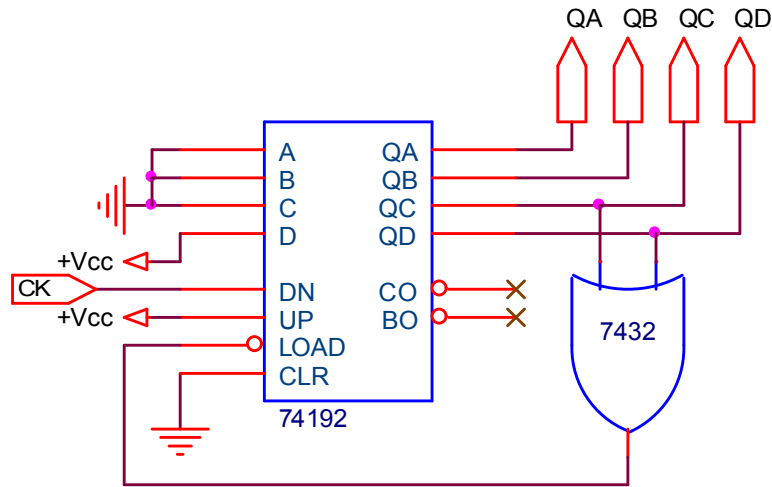 QA QB QC QD
A QA
B QB
C QC
D QD
+Vcc
CK
DN CO
+Vcc
UP BO
LOAD
CLR
7432
74192